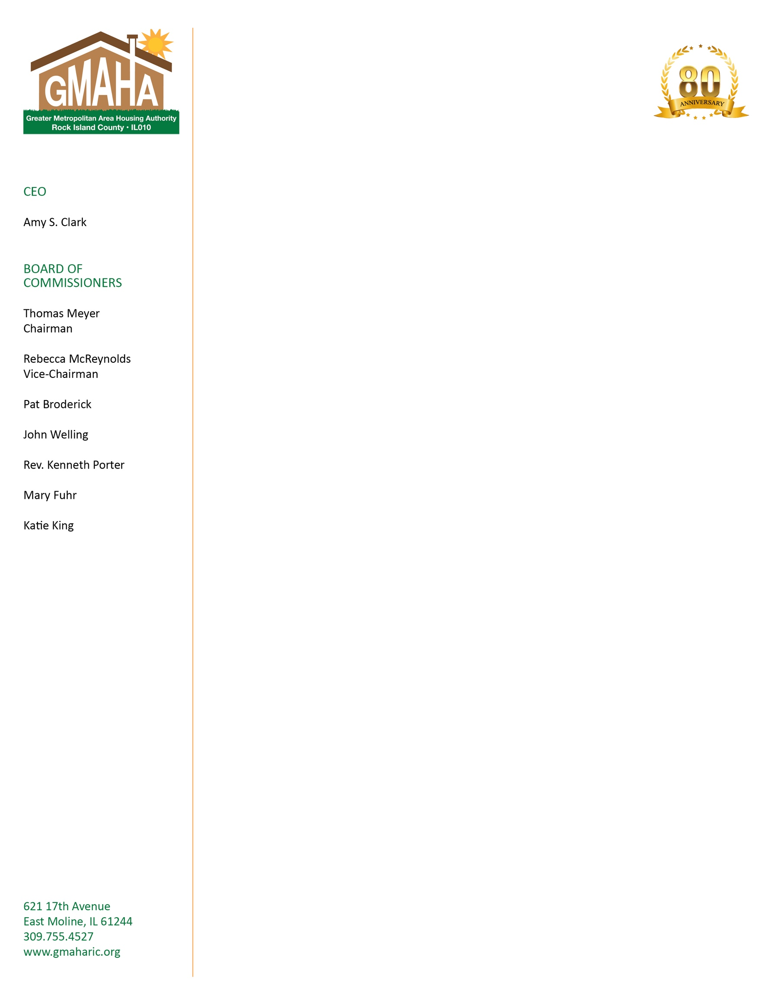 GMAHA
Greater Metropolitan Area Housing Authority
Rock Island County • IL010
80
ANNIVERSARY
CEO
Amy S. Clark
BOARD OF
COMMISSIONERS
Thomas Meyer
Chairman
Rebecca McReynolds
Vice-Chairman
Pat Broderick
John Welling
Rev. Kenneth Porter
Mary Fuhr
Katie King
621 17th Avenue
East Moline, IL 61244
309.755.4527
www.gmaharic.org